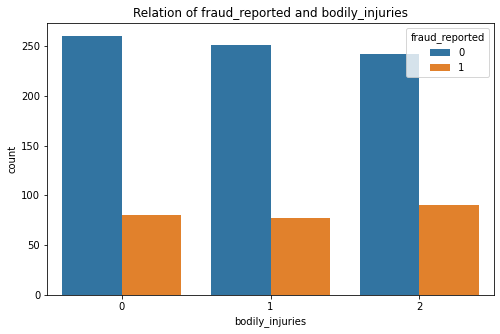 Relation of fraud_reported and bodily_injuries
fraud_reported
0
1
count
250
200
150
100
50
0
0 1 2
bodily_injuries